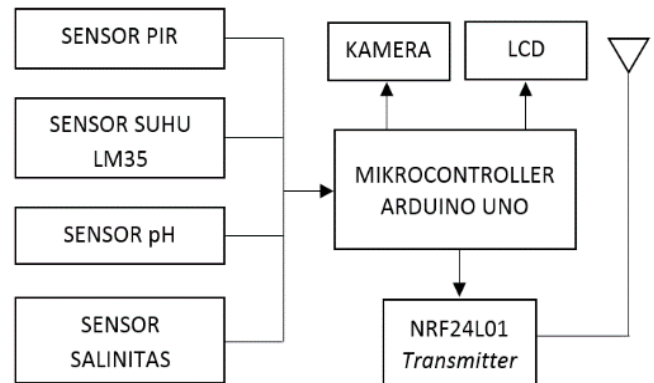 SENSOR PIR
SENSOR SUHU
LM35
SENSOR pH
SENSOR
SALINITAS
KAMERA
LCD
MIKROCONTROLLER
ARDUINO UNO
NRF24L01
Transmitter